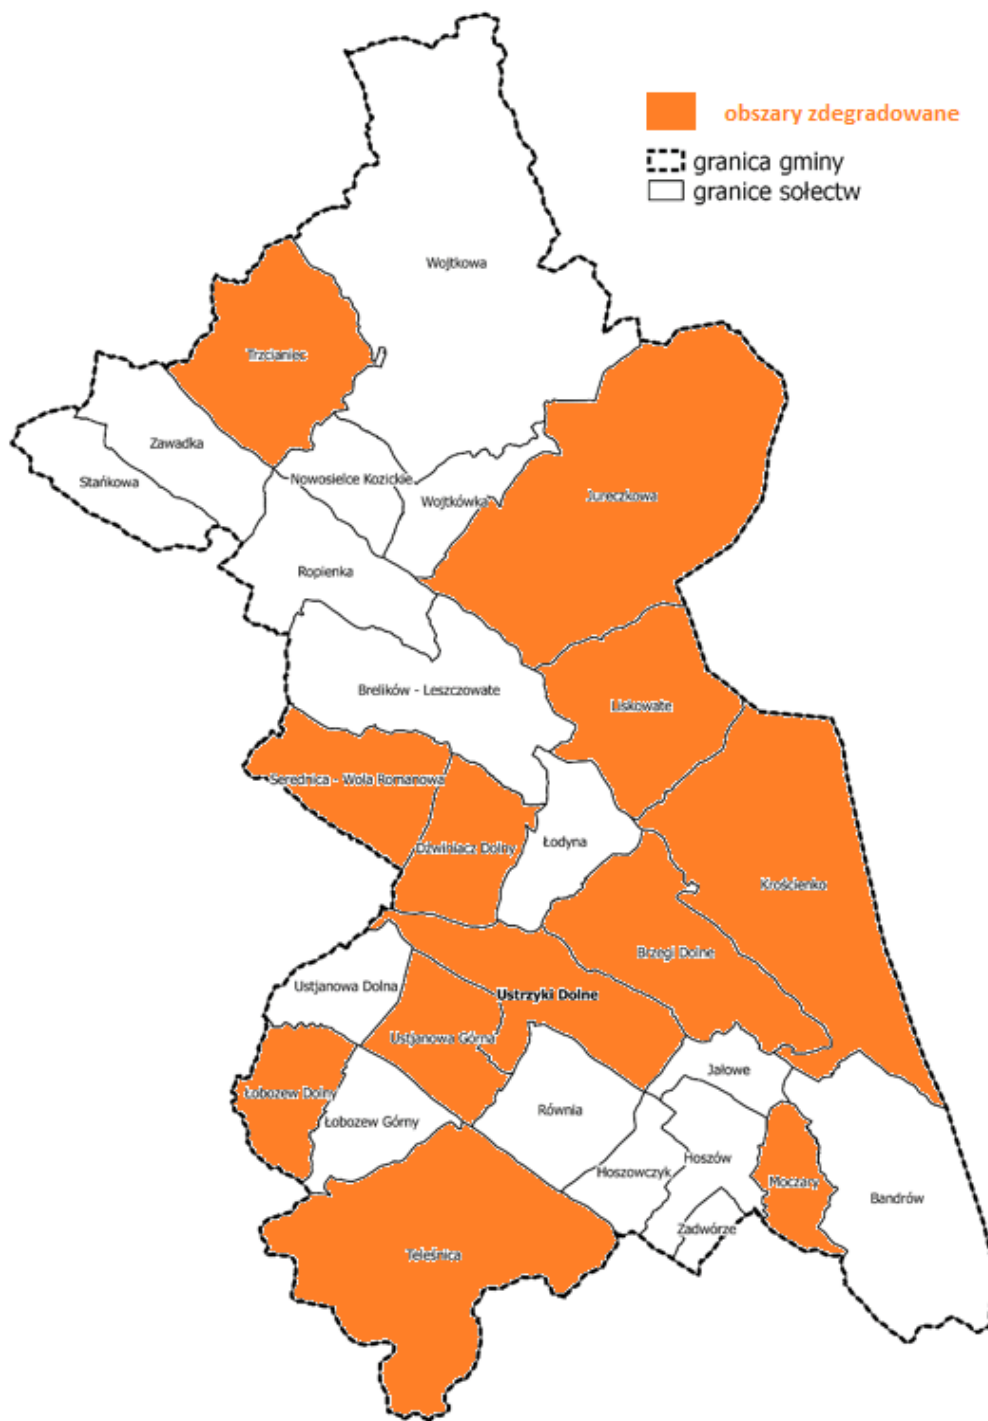 obszary zdegradowane
granica gminy
granice sołectw
Wojtkowa
Trzcianiec
Zawadka
Stańkowa
Nowosielce Kozickie
Wojtkówka
Jureczkowa
Ropienka
Brelików - Leszczowate
Liskowate
Serednica - Wola Romanowa
Dźwiniacz Dolny
Łodyna
Krościenko
Brzegi Dolne
Ustjanowa Dolna
Ustrzyki Dolne
Ustjanowa Górna
Jałowe
Łobozew Dolny
Łobozew Górny
Równia
Hoszów
Hoszowczyk
Moczary
Bandrów
Zadwórze
Teleśnica